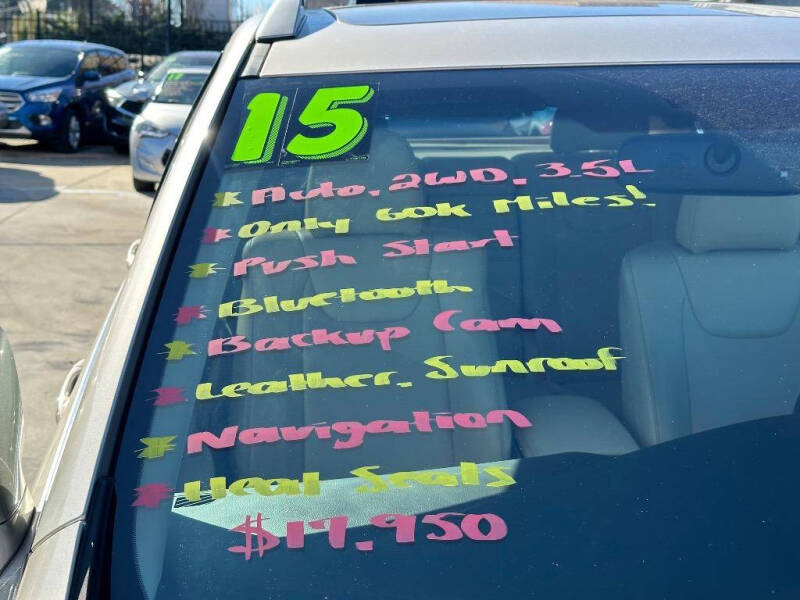 15
* Auto, 2WD, 3.5L
* Only 60k Miles!
* Push Start
* Bluetooth
* Backup Cam
* Leather, Sunroof
* Navigation
* Heat Seats
$17,950